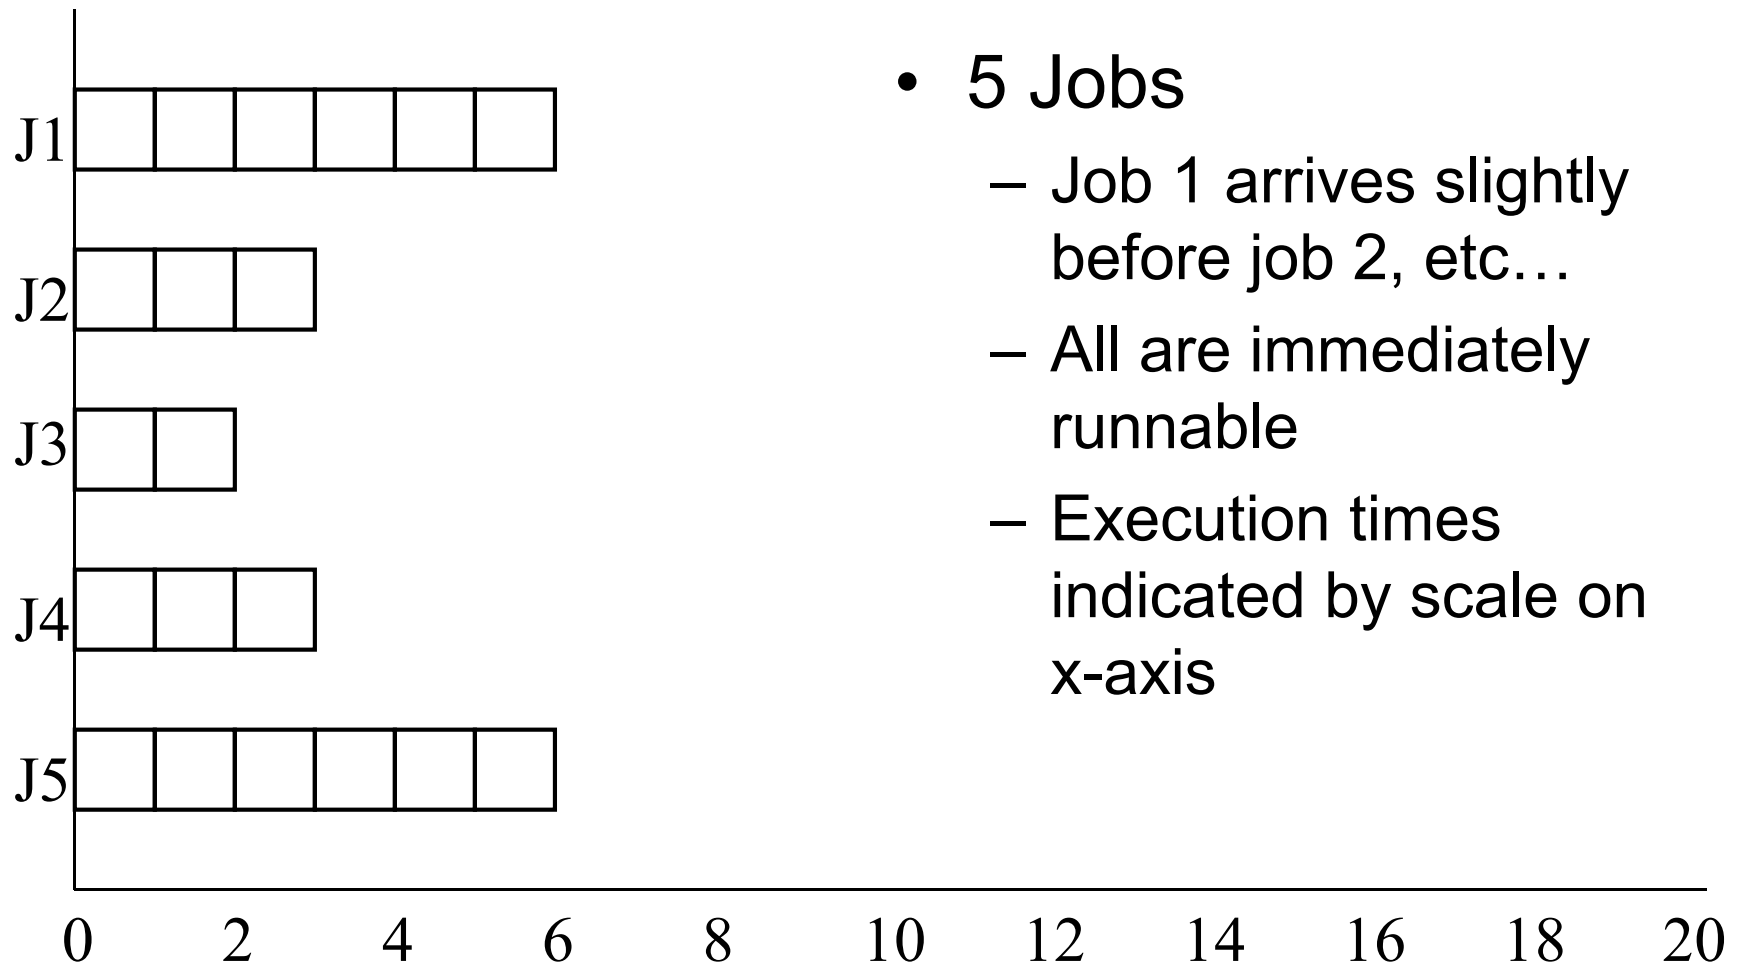 • 5 Jobs
– Job 1 arrives slightly
before job 2, etc…
– All are immediately
runnable
– Execution times
indicated by scale on
x-axis
J1
J2
J3
J4
J5
0 2 4 6 8 10 12 14 16 18 20